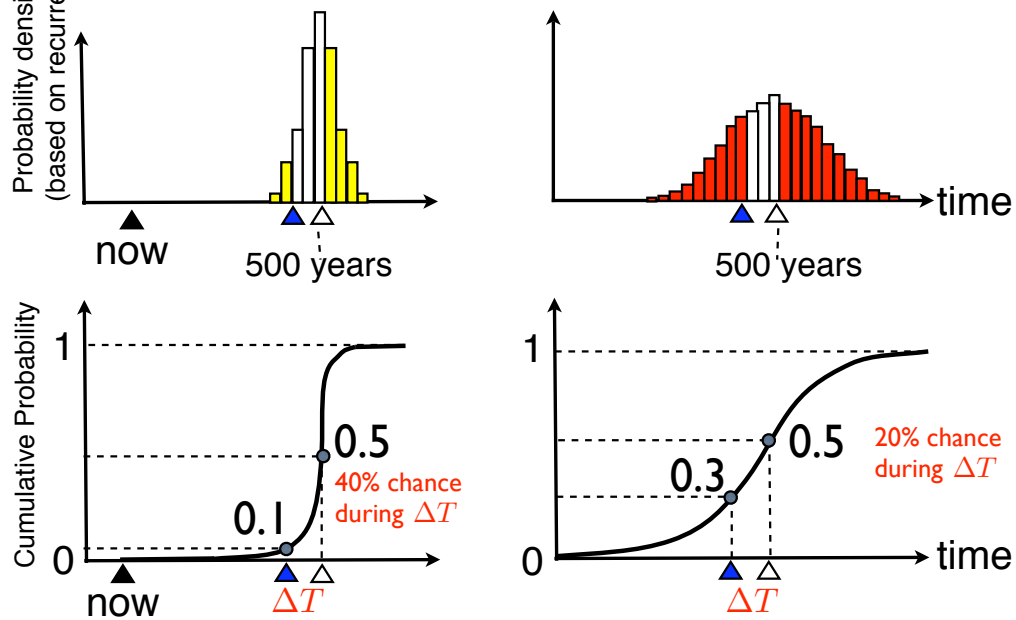 Probability densi
(based on recurre
now
500 years
500 years
time
Cumulative Probability
1
0.5
40% chance
during ΔT
0.1
0
now
ΔT
1
0.5
20% chance
during ΔT
0.3
0
time
ΔT